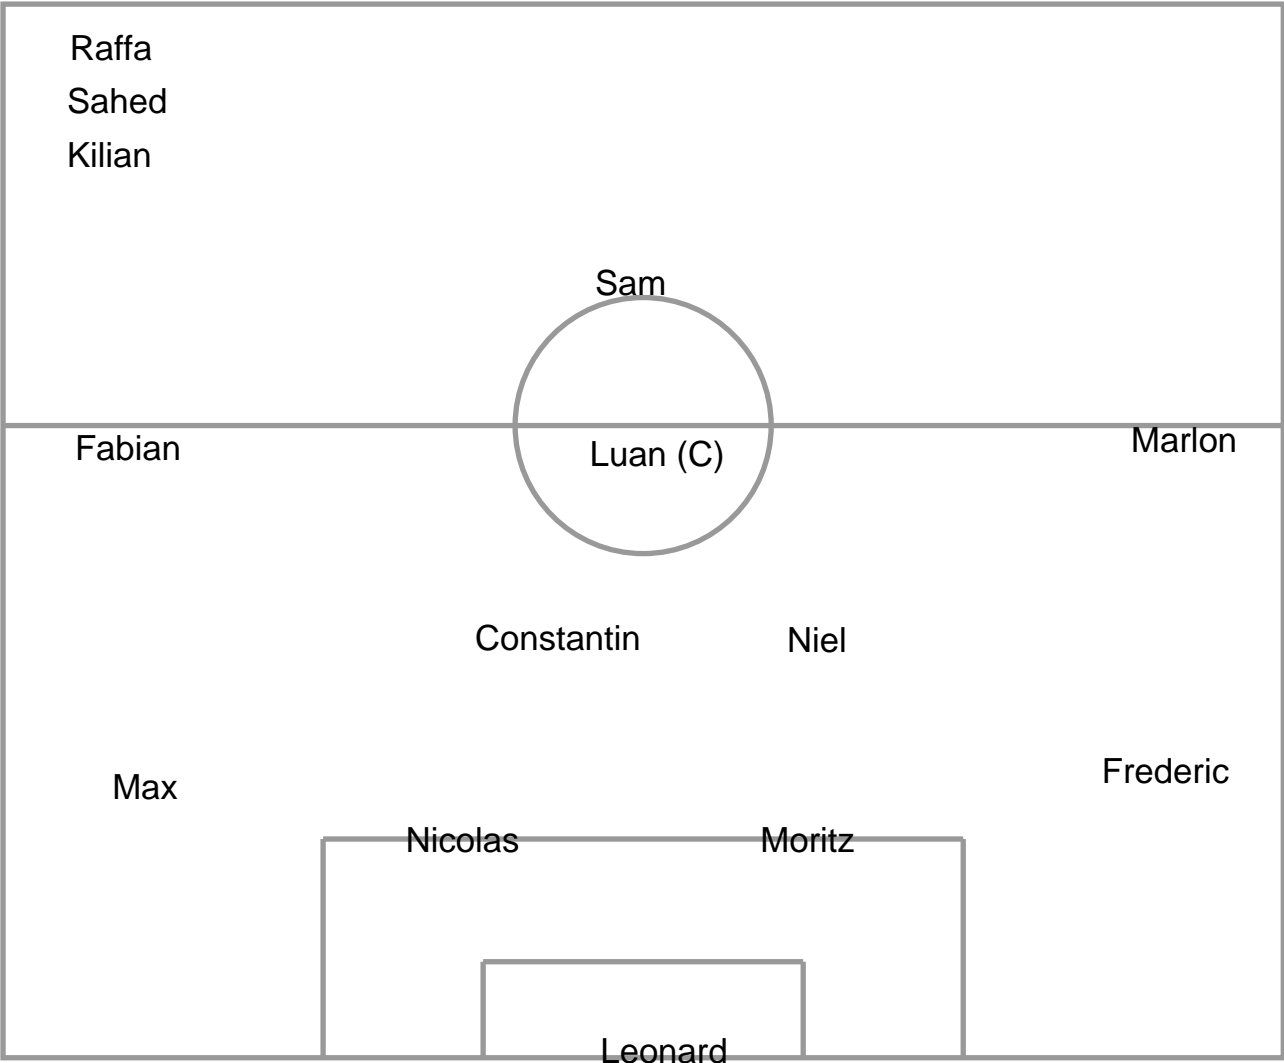 Raffa
Sahed
Kilian
Sam
Fabian
Luan (C)
Marlon
Constantin
Niel
Max
Frederic
Nicolas
Moritz
Leonard